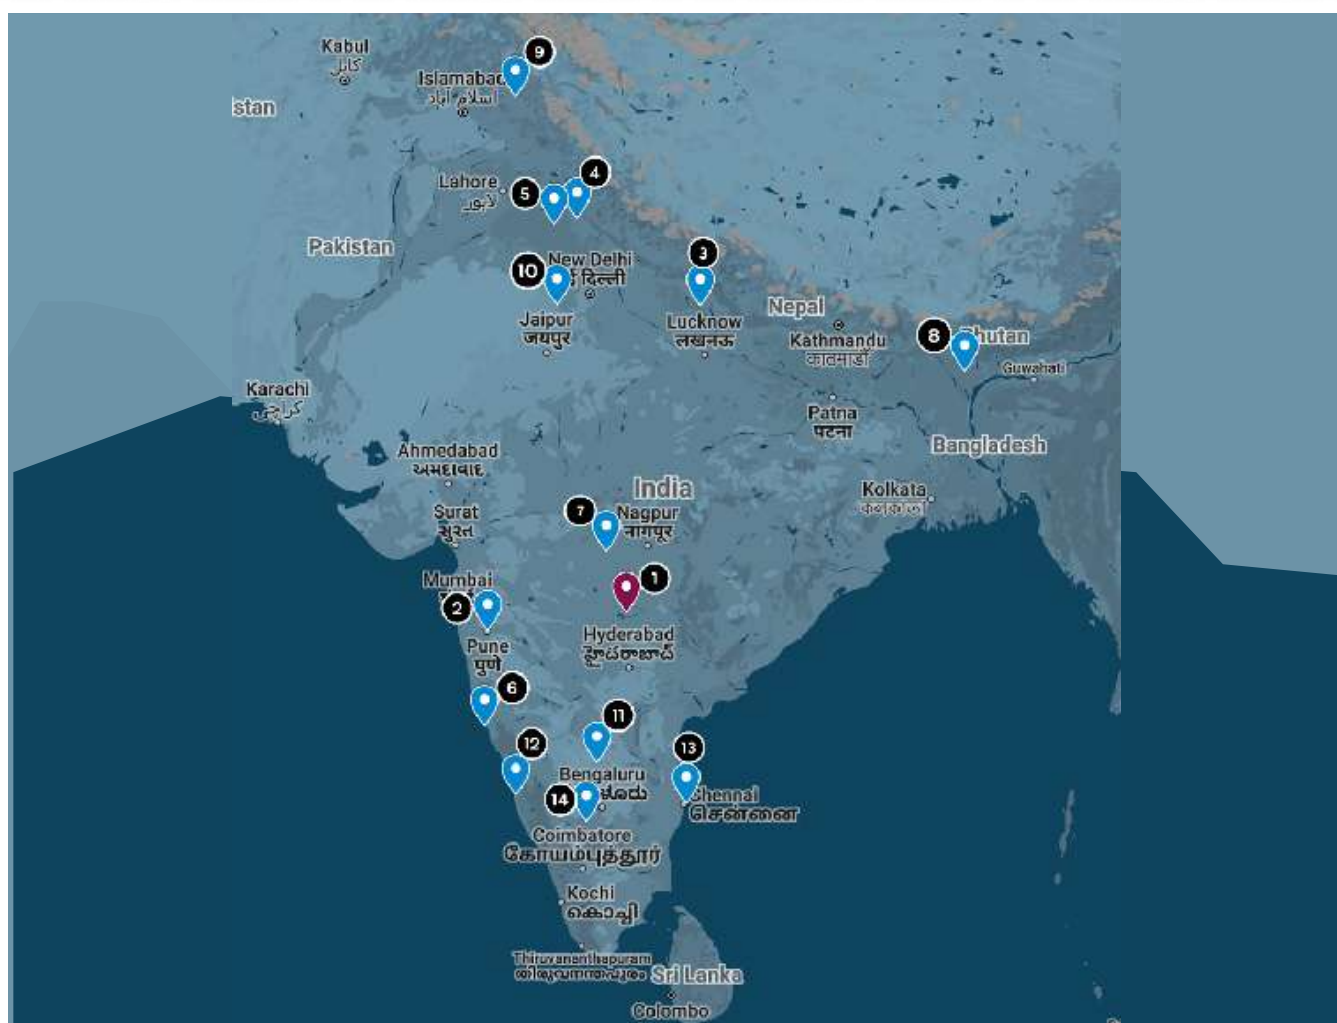 Kabul
کابل
9
Islamabad
اسلام آباد
stan
4
Lahore
لاہور
5
Pakistan
3
New Delhi
दिल्ली
10
Nepal
Jaipur
जयपुर
Lucknow
लखनऊ
Kathmandu
काठमाडौं
8
Bhutan
Guwahati
Karachi
کراچی
Patna
पटना
Bangladesh
Ahmedabad
અમદાવાદ
India
Kolkata
Surat
સુરત
7
Nagpur
नागपूर
Mumbai
1
2
Hyderabad
హైదరాబాద్
Pune
पुणे
6
11
12
13
Bengaluru
ಳೂರು
14
Chennai
சென்னை
Coimbatore
கோயம்புத்தூர்
Kochi
കൊച്ചി
Thiruvananthapuram
തിരുവനന്തപുരം
Sri Lanka
Colombo